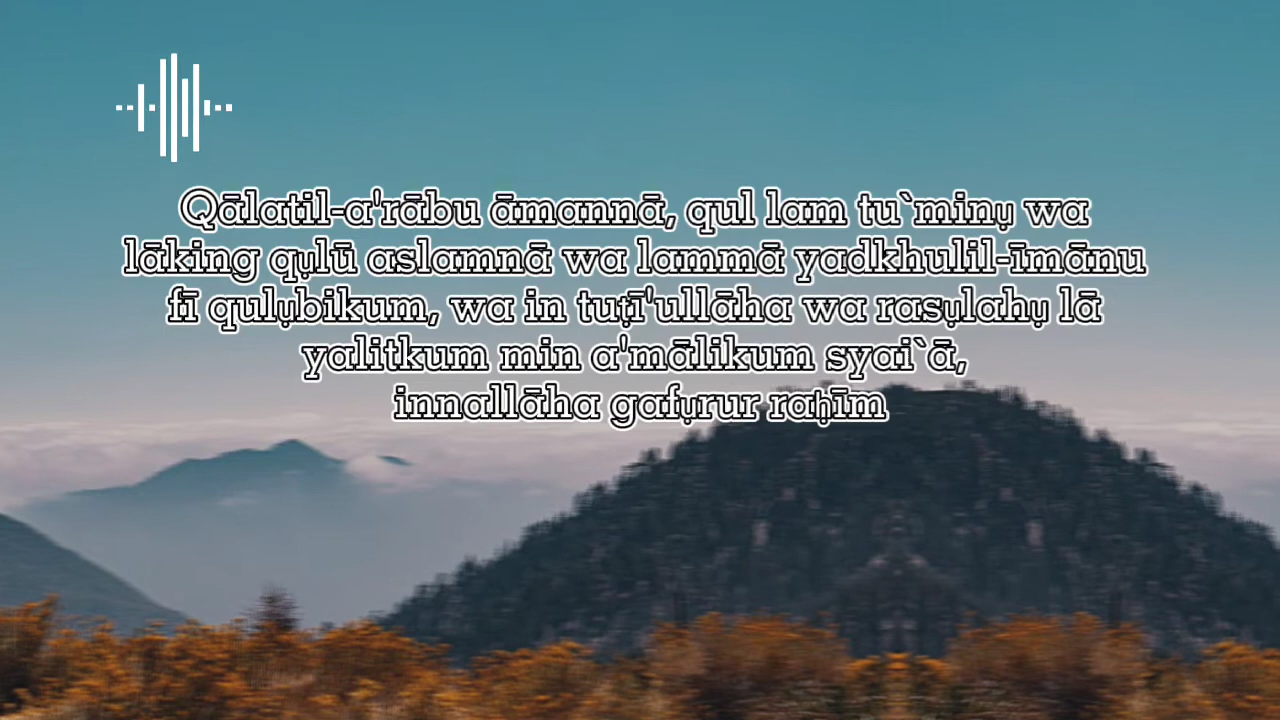 Qālatil-a'rābu āmannā, qul lam tu`minụ wa
lāking qụlū aslamnā wa lammā yadkhulil-īmānu
fī qulụbikum, wa in tuṭī'ullāha wa rasụlahụ lā
yalitkum min a'mālikum syai`ā,
innallāha gafụrur raḥīm